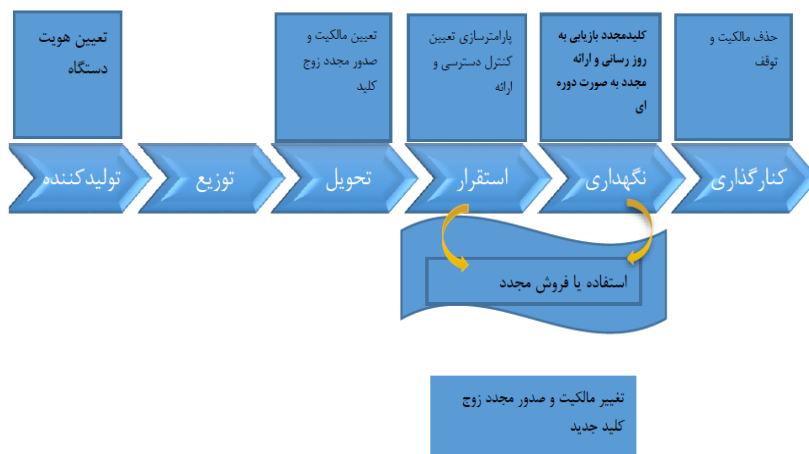 تعیین هویت
دستگاه
تعیین مالکیت و
صدور مجدد زوج
کلید
پارامترسازی تعیین
کنترل دسترسی و
ارائه
کلیدمجدد بازیابی به
روز رسانی و ارائه
مجدد به صورت دوره
ای
حذف مالکیت و
توقف
تولیدکننده
توزیع
تحویل
استقرار
نگهداری
کنارگذاری
استفاده یا فروش مجدد
تغییر مالکیت و صدور مجدد زوج
کلید جدید